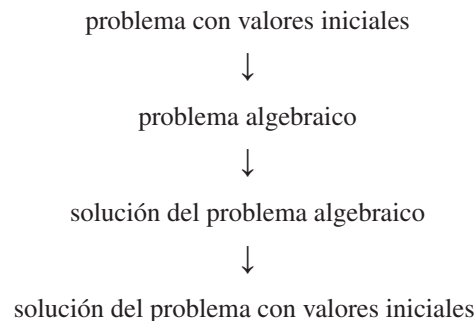 problema con valores iniciales
↓
problema algebraico
↓
solución del problema algebraico
↓
solución del problema con valores iniciales